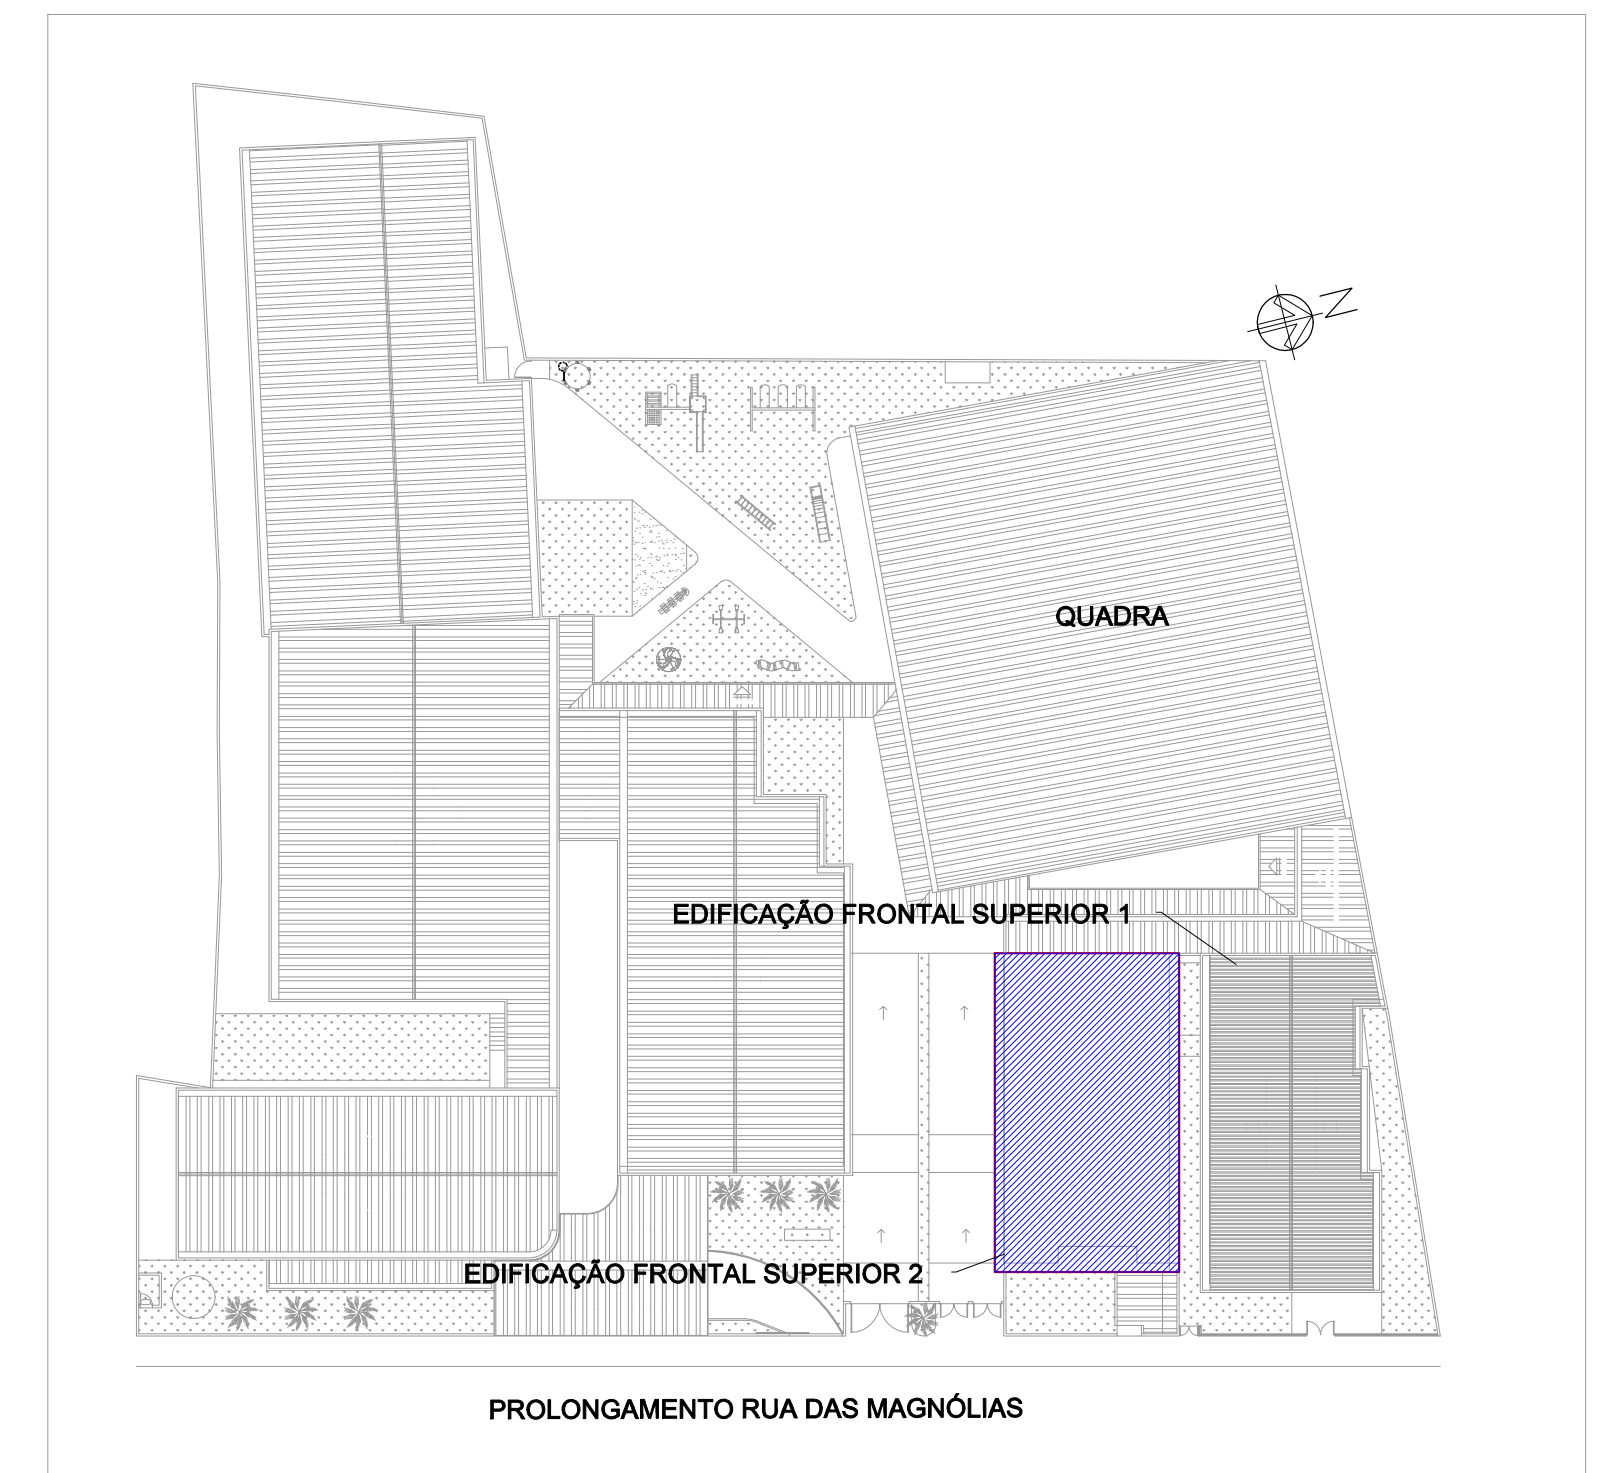 N
QUADRA
EDIFICAÇÃO FRONTAL SUPERIOR 1
EDIFICAÇÃO FRONTAL SUPERIOR 2
PROLONGAMENTO RUA DAS MAGNÓLIAS